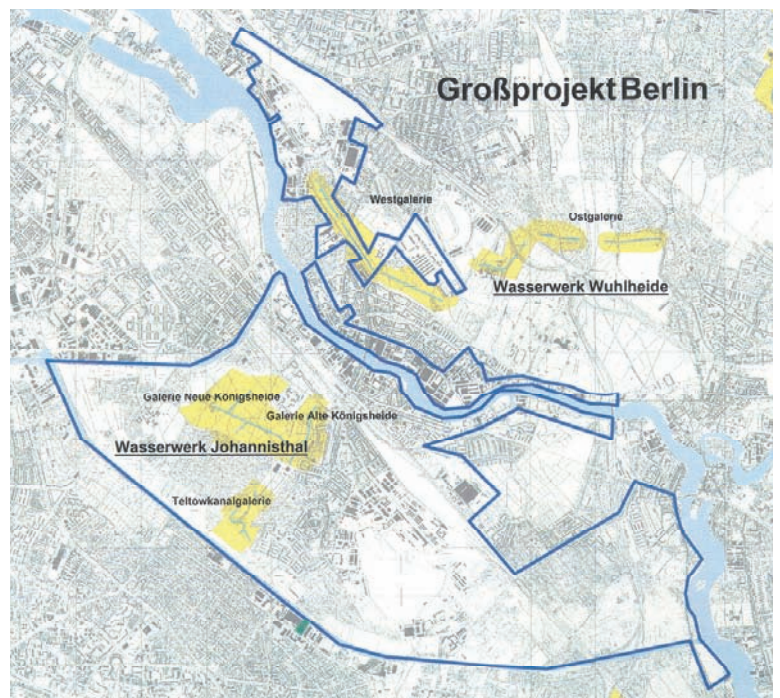 Großprojekt Berlin
Westgalerie
Ostgalerie
Wasserwerk Wuhlheide
Galerie Neue Königsheide
Galerie Alte Königsheide
Wasserwerk Johannisthal
Teltowkanalgalerie